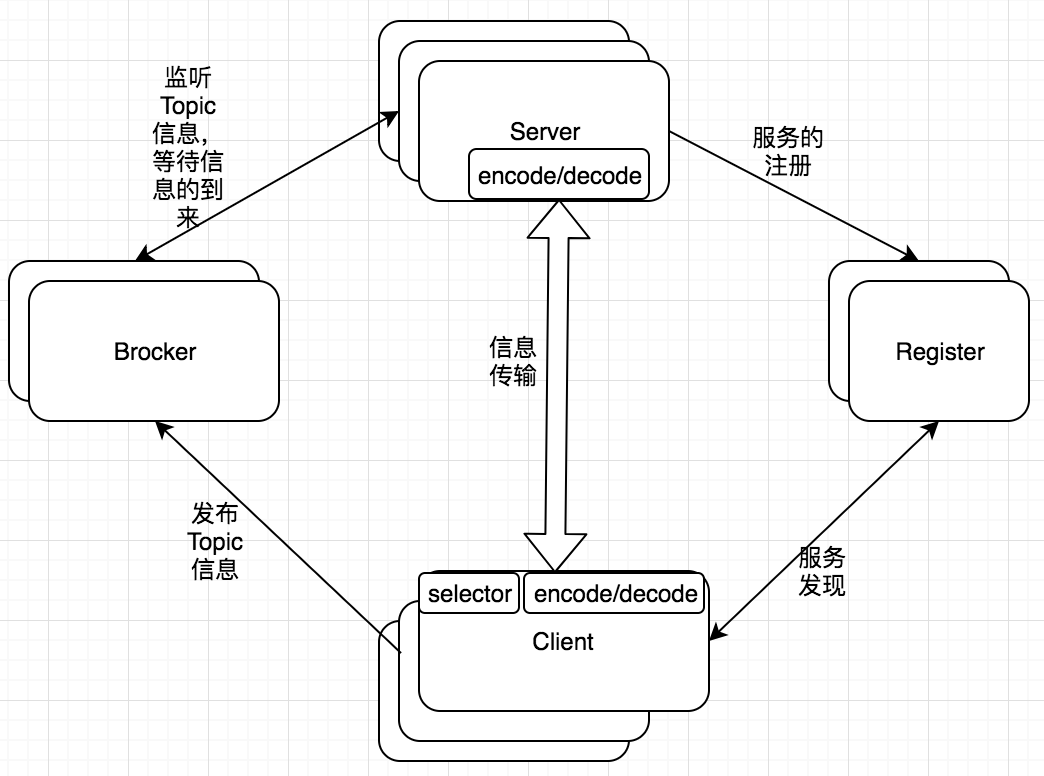 监听
Topic
信息，
等待信
息的到
来
Server
encode/decode
服务的
注册
Brocker
信息
传输
Register
发布
Topic
信息
服务
发现
selector
encode/decode
Client